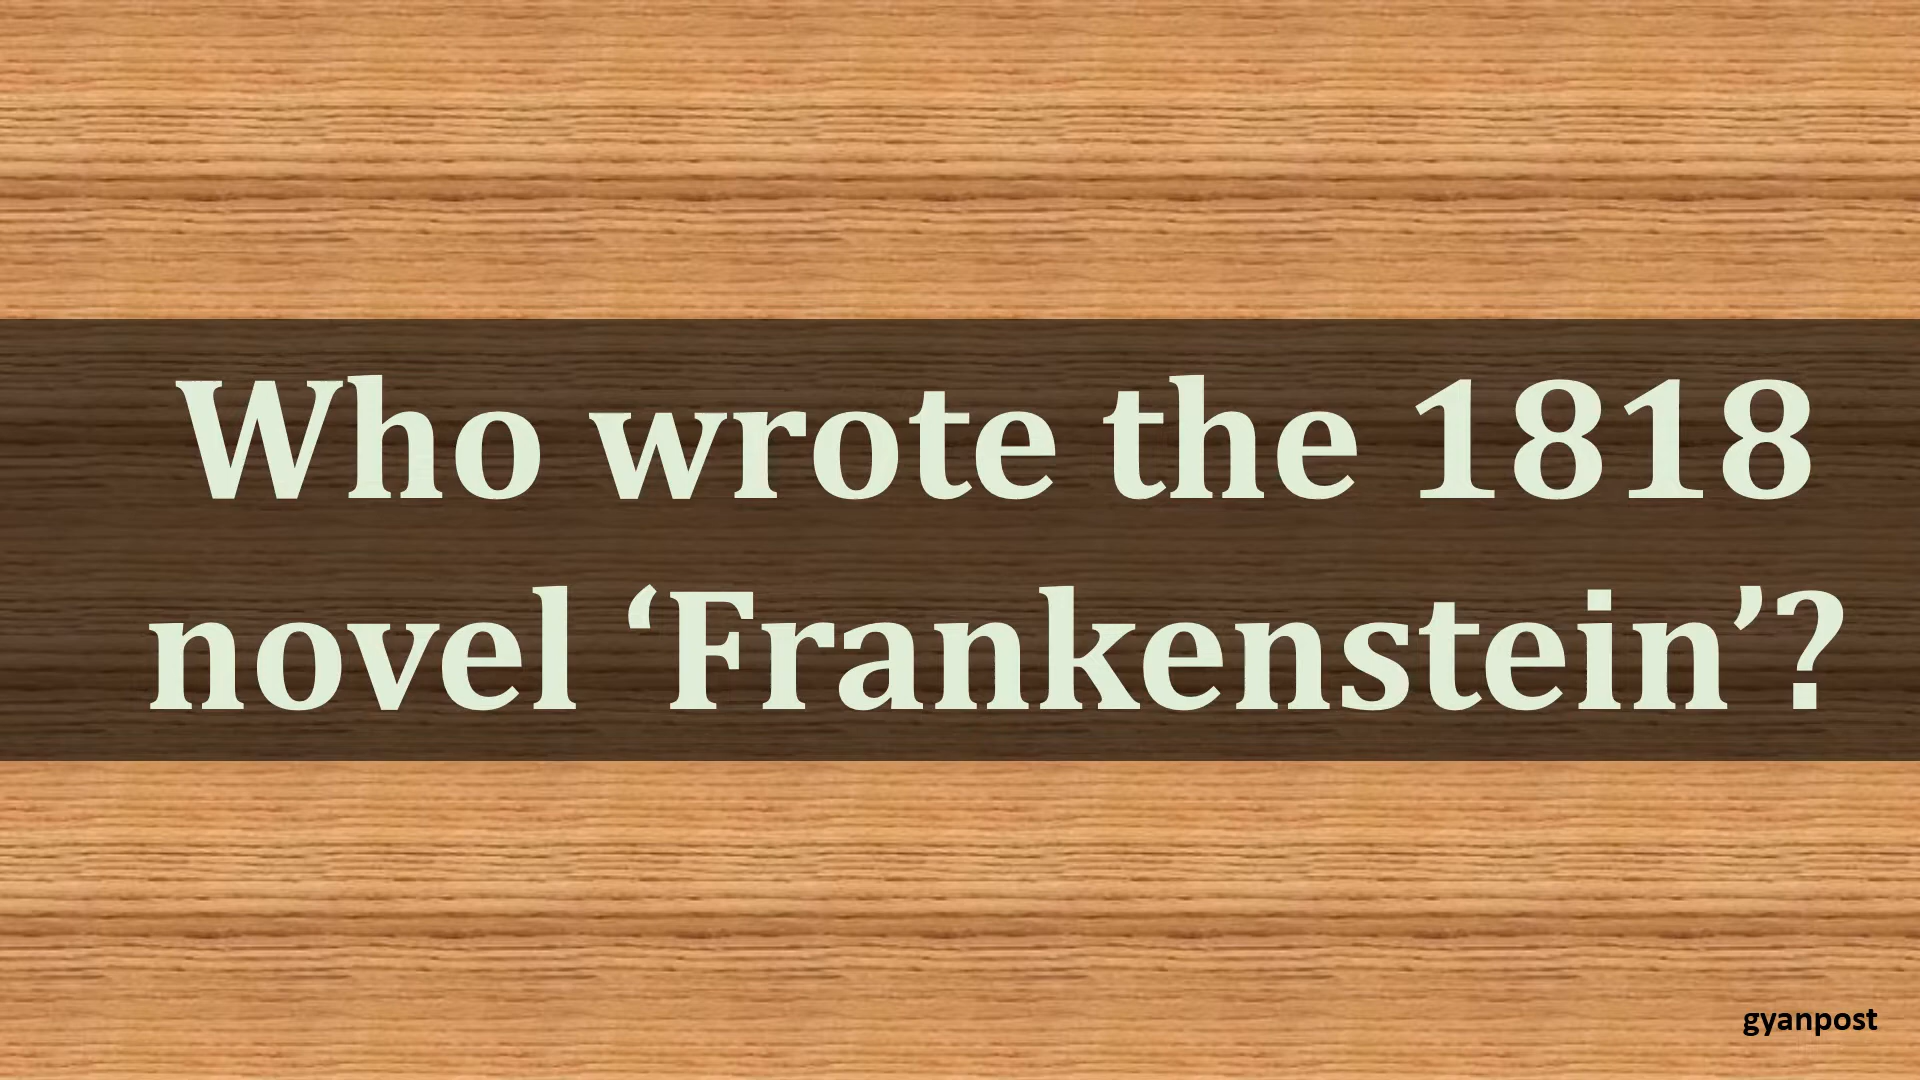 Who wrote the 1818
novel ‘Frankenstein’?
gyanpost